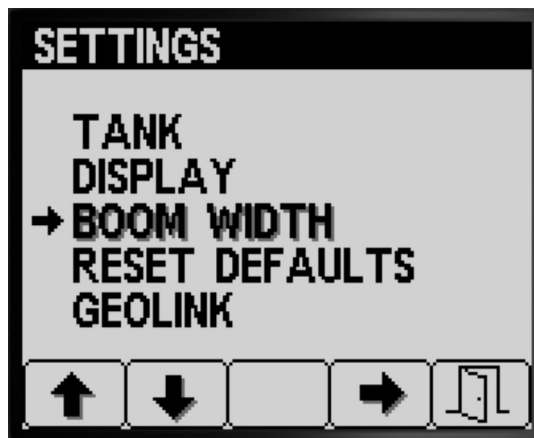 SETTINGS
TANK
DISPLAY
BOOM WIDTH
RESET DEFAULTS
GEOLINK